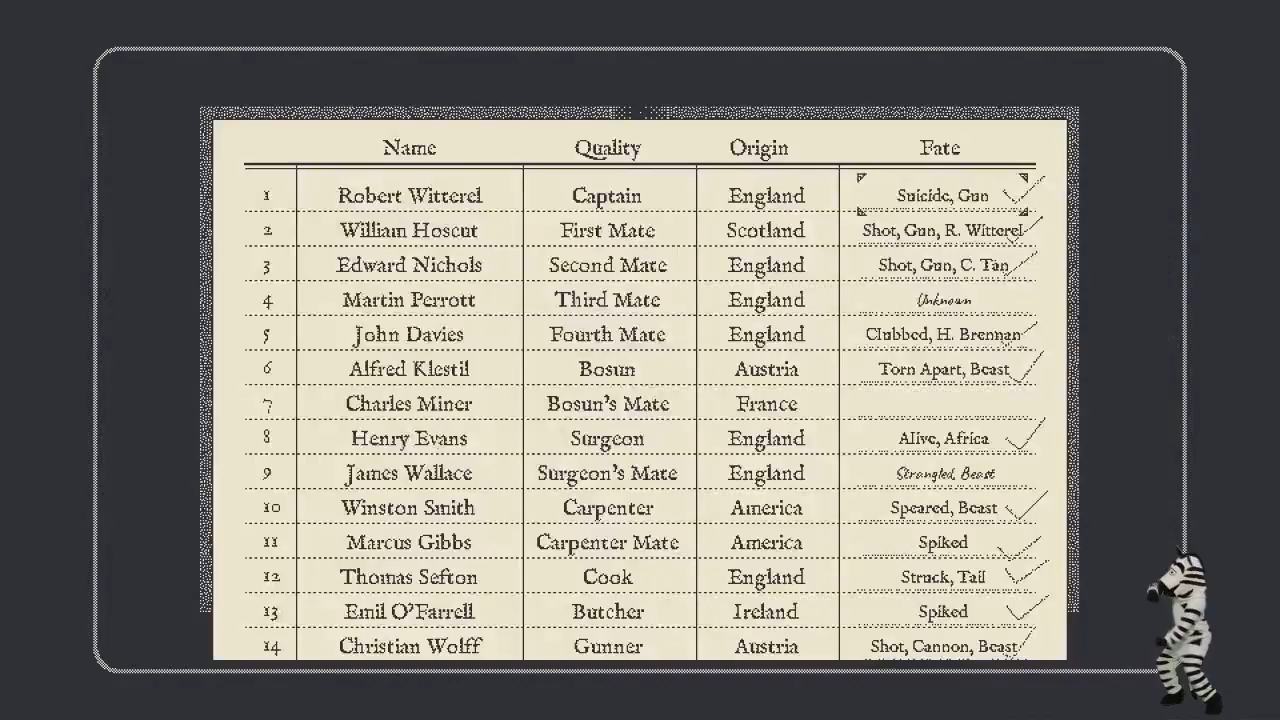 Name Quality Origin Fate
1 Robert Witterel Captain England Suicide, Gun
2 William Hoscut First Mate Scotland Shot, Gun, R. Witterel
3 Edward Nichols Second Mate England Shot, Gun, C. Tan
4 Martin Perrott Third Mate England Unknown
5 John Davies Fourth Mate England Clubbed, H. Brennan
6 Alfred Klestil Bosun Austria Torn Apart, Beast
7 Charles Miner Bosun's Mate France
8 Henry Evans Surgeon England Alive, Africa
9 James Wallace Surgeon's Mate England Strangled, Beast
10 Winston Smith Carpenter America Speared, Beast
11 Marcus Gibbs Carpenter Mate America Spiked
12 Thomas Sefton Cook England Struck, Tail
13 Emil O'Farrell Butcher Ireland Spiked
14 Christian Wolff Gunner Austria Shot, Cannon, Beast